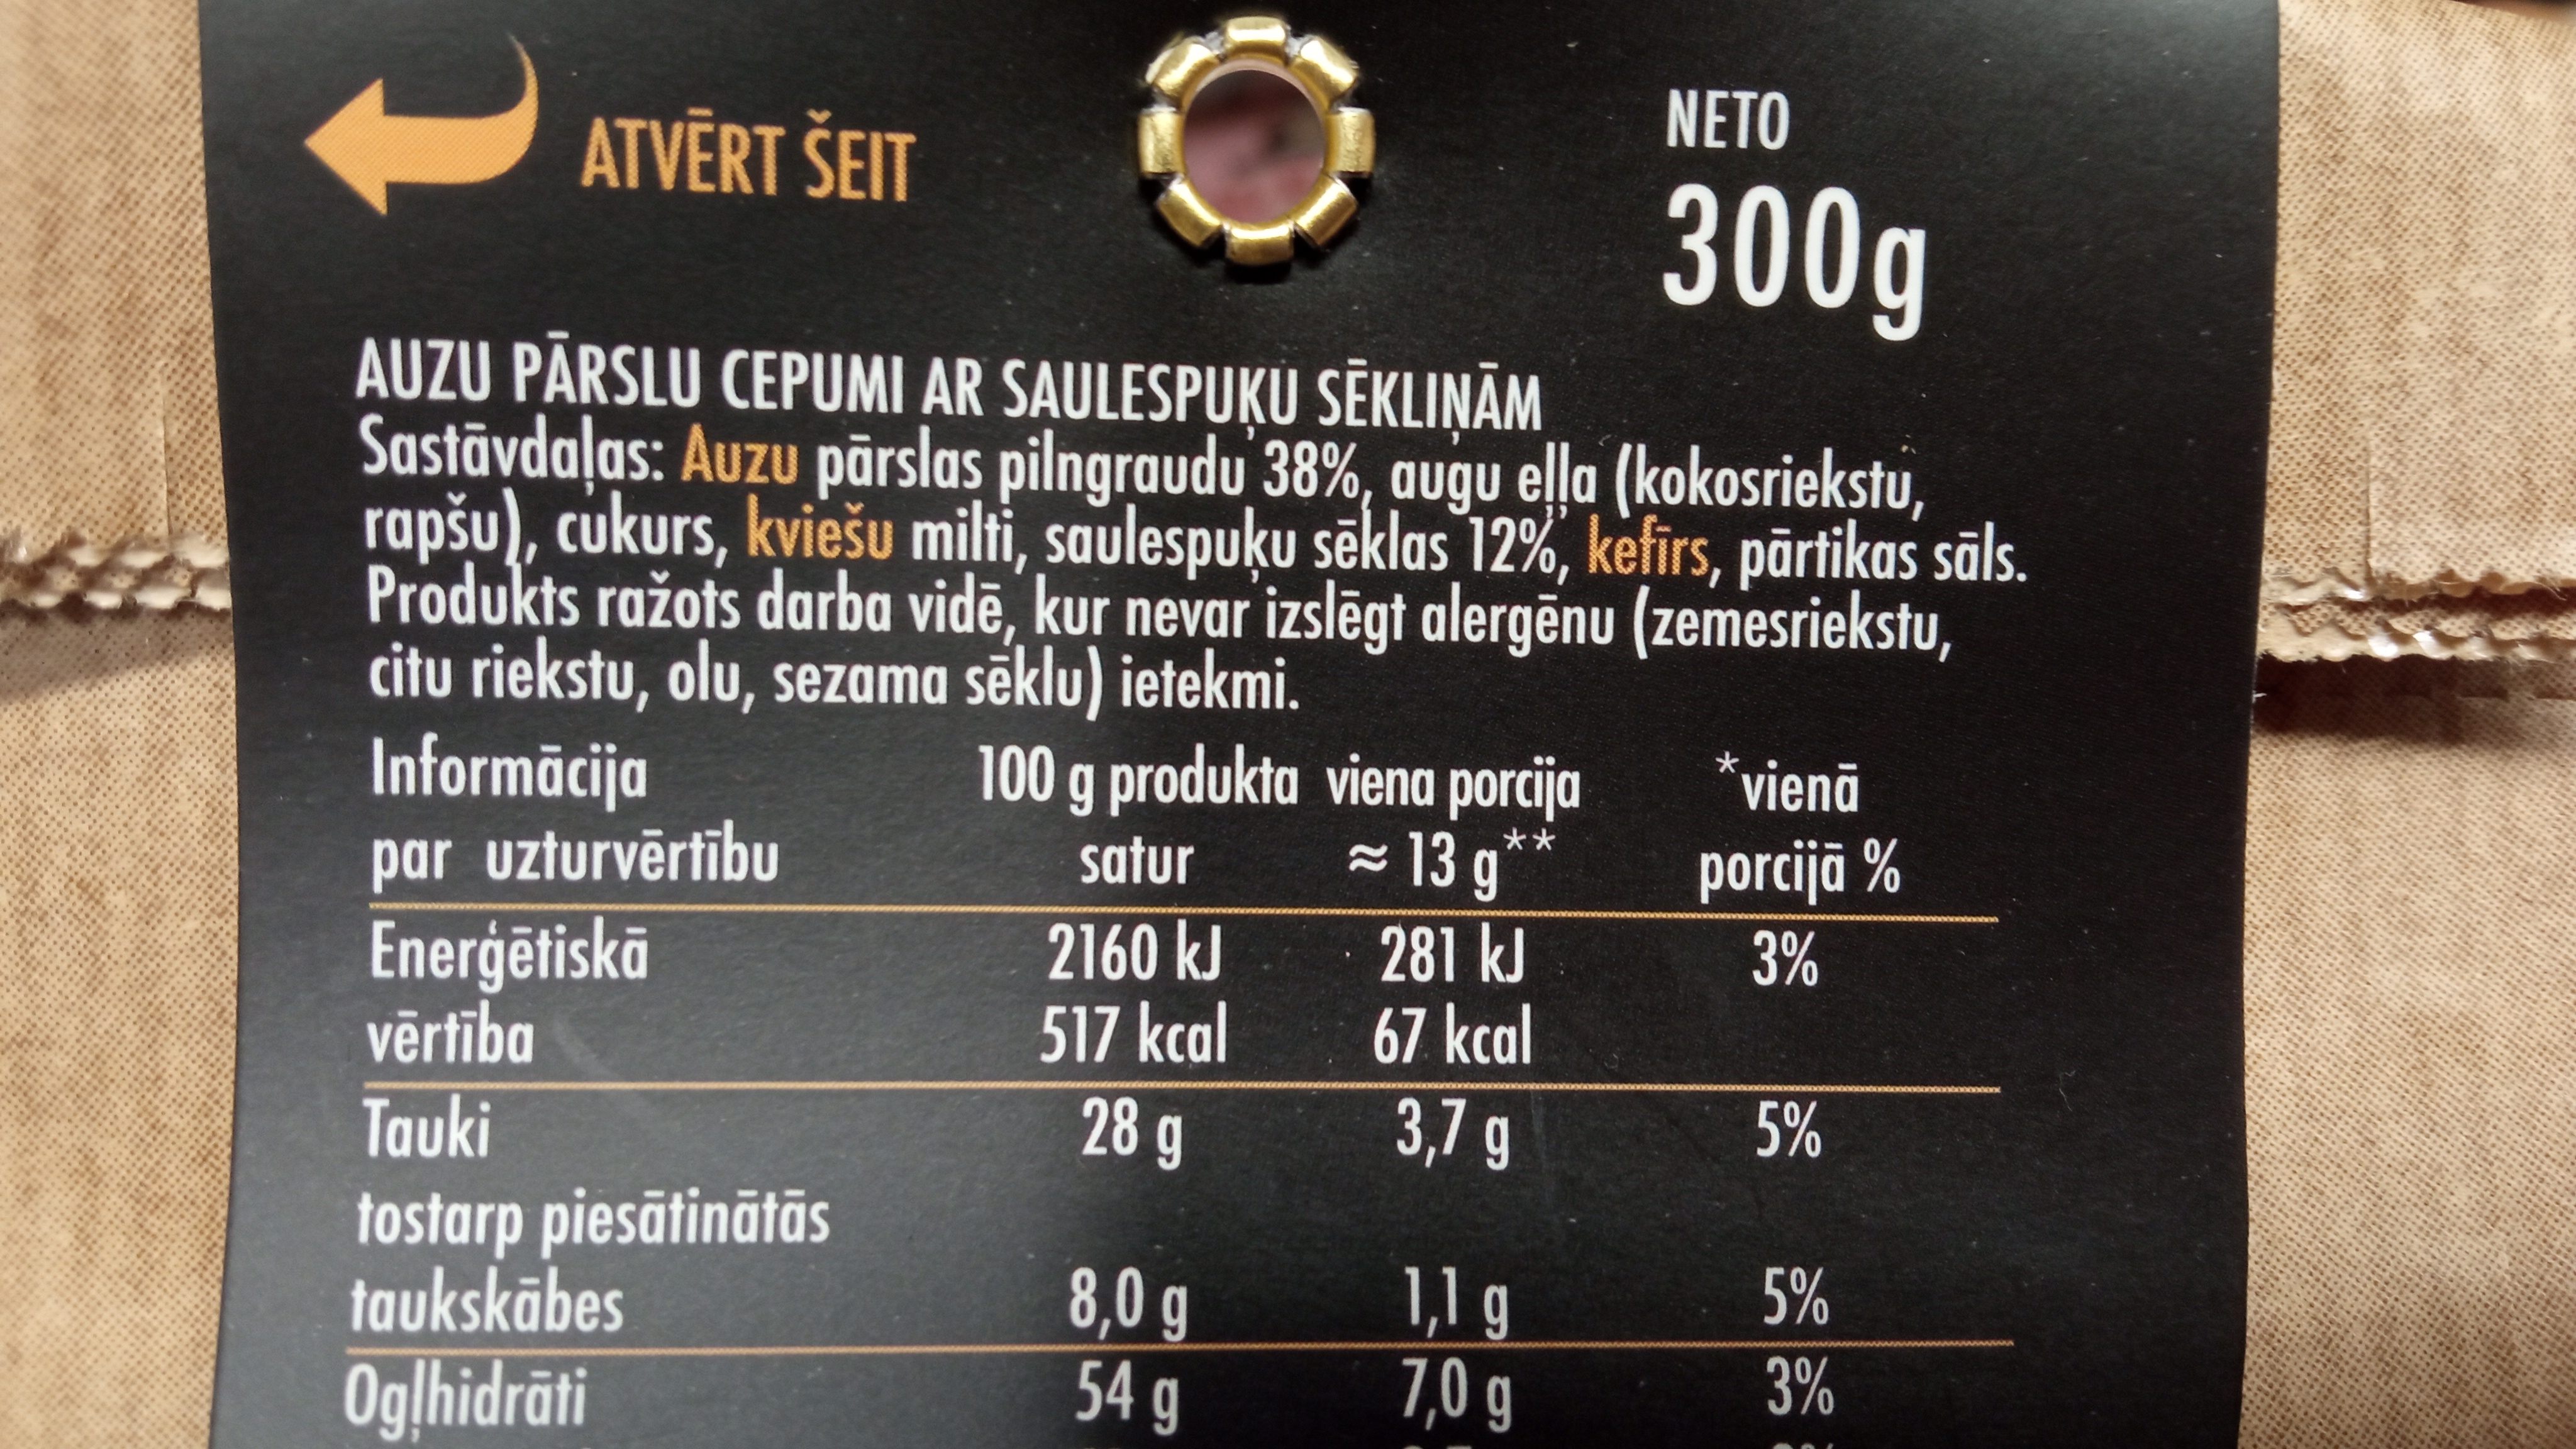 ATVĒRT ŠEIT
NETO
300g
AUZU PĀRSLU CEPUMI AR SAULESPUĶU SĒKLIŅĀM
Sastāvdaļas: Auzu pārslas pilngraudu 38%, augu eļļa (kokosriekstu,
rapšu), cukurs, kviešu milti, saulespuķu sēklas 12%, kefīrs, pārtikas sāls.
Produkts ražots darba vidē, kur nevar izslēgt alergēnu (zemesriekstu,
citu riekstu, olu, sezama sēklu) ietekmi.
Informācija 100 g produkta viena porcija *vienā
par uzturvērtību satur ≈ 13 g** porcijā %
Enerģētiskā 2160 kJ 281 kJ 3%
vērtība 517 kcal 67 kcal
Tauki 28 g 3,7 g 5%
tostarp piesātinātās
taukskābes 8,0 g 1,1 g 5%
Ogļhidrāti 54 g 7,0 g 3%